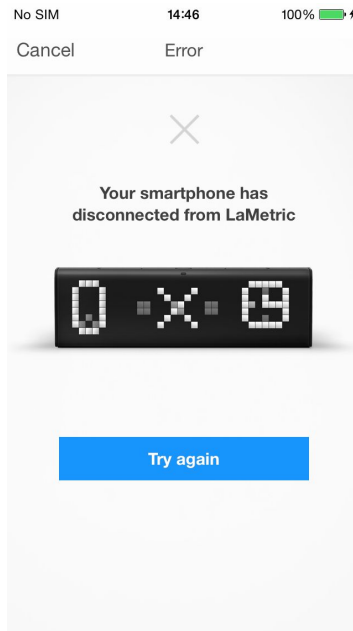 No SIM 14:46 100%
Cancel Error
Your smartphone has
disconnected from LaMetric
Try again